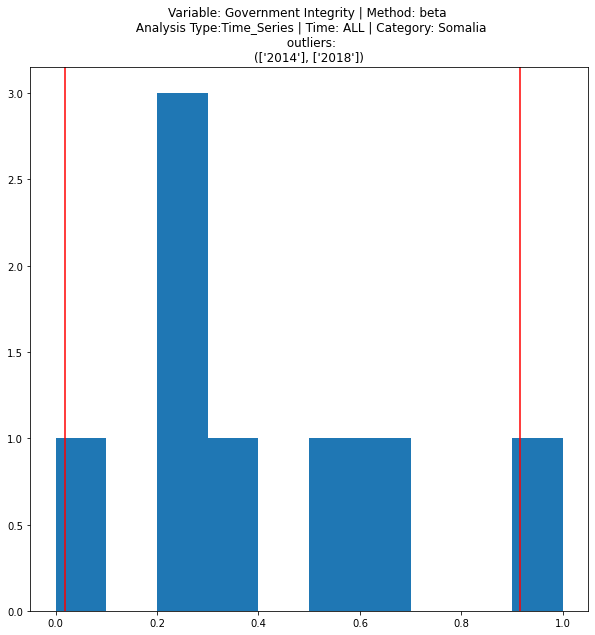 Variable: Government Integrity | Method: beta
Analysis Type:Time_Series | Time: ALL | Category: Somalia
outliers:
(['2014'], ['2018'])
3.0
2.5
2.0
1.5
1.0
0.5
0.0
0.0 0.2 0.4 0.6 0.8 1.0